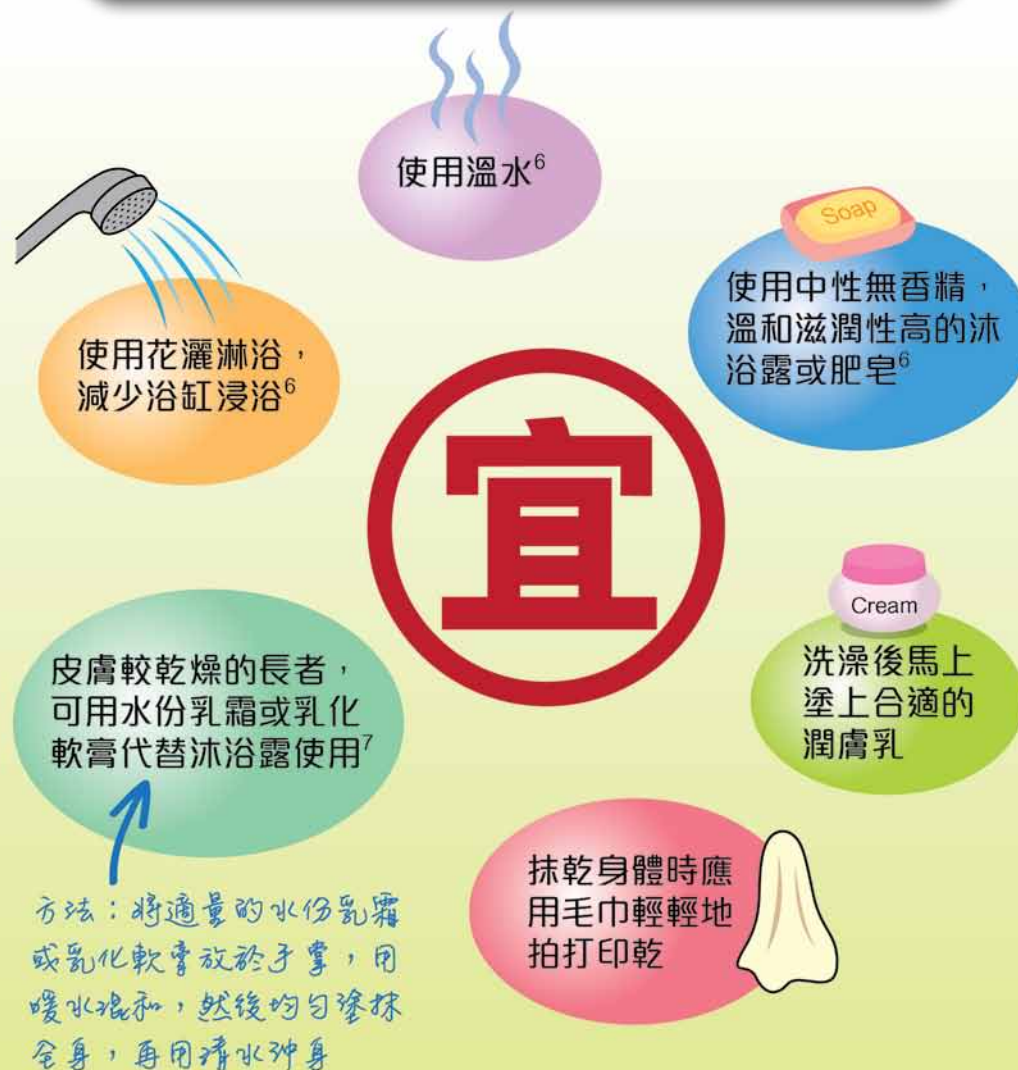 使用溫水6
使用花灑淋浴，
減少浴缸浸浴6
Soap
使用中性無香精，
溫和滋潤性高的沐
浴露或肥皂6
宜
Cream
洗澡後馬上
塗上合適的
潤膚乳
皮膚較乾燥的長者，
可用水份乳霜或乳化
軟膏代替沐浴露使用7
抹乾身體時應
用毛巾輕輕地
拍打印乾
方法：將適量的水份乳霜
或乳化軟膏放於手掌，用
暖水混和，然後均勻塗抹
全身，再用清水沖身